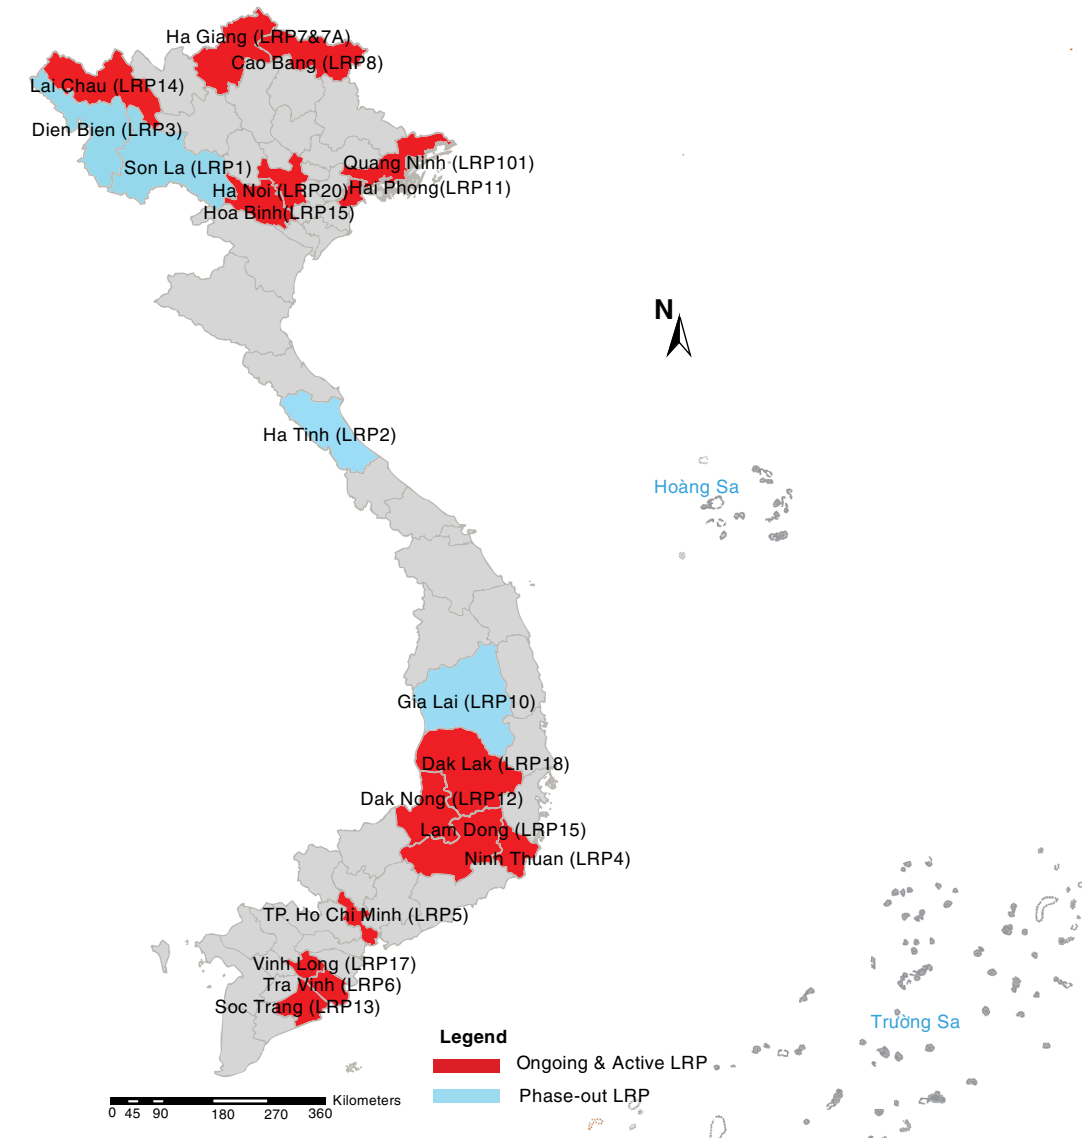 Ha Giang (LRP7&7A)
Cao Bang (LRP8)
Lai Chau (LRP14)
Dien Bien (LRP3)
Son La (LRP1)
Quang Ninh (LRP101)
Ha Noi (LRP20)
Hai Phong(LRP11)
Hoa Binh(LRP15)
N
Ha Tinh (LRP2)
Hoàng Sa
Gia Lai (LRP10)
Dak Lak (LRP18)
Dak Nong (LRP12)
Lam Dong (LRP15)
Ninh Thuan (LRP4)
TP. Ho Chi Minh (LRP5)
Vinh Long (LRP17)
Tra Vinh (LRP6)
Soc Trang (LRP13)
Trường Sa
Legend
Ongoing & Active LRP
Phase-out LRP
Kilometers
0 45 90 180 270 360